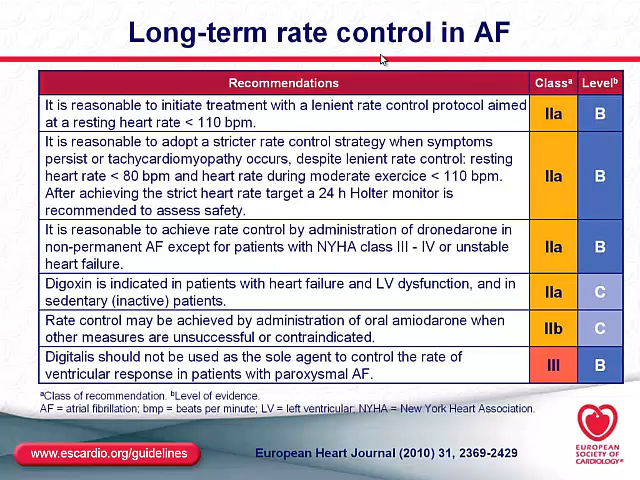 Long-term rate control in AF
Recommendations Classᵃ Levelᵇ
It is reasonable to initiate treatment with a lenient rate control protocol aimed
at a resting heart rate < 110 bpm.
IIa B
It is reasonable to adopt a stricter rate control strategy when symptoms
persist or tachycardiomyopathy occurs, despite lenient rate control: resting
heart rate < 80 bpm and heart rate during moderate exercice < 110 bpm.
After achieving the strict heart rate target a 24 h Holter monitor is
recommended to assess safety.
IIa B
It is reasonable to achieve rate control by administration of dronedarone in
non-permanent AF except for patients with NYHA class III - IV or unstable
heart failure.
IIa B
Digoxin is indicated in patients with heart failure and LV dysfunction, and in
sedentary (inactive) patients.
IIa C
Rate control may be achieved by administration of oral amiodarone when
other measures are unsuccessful or contraindicated.
IIb C
Digitalis should not be used as the sole agent to control the rate of
ventricular response in patients with paroxysmal AF.
III B
ᵃClass of recommendation. ᵇLevel of evidence.
AF = atrial fibrillation; bmp = beats per minute; LV = left ventricular; NYHA = New York Heart Association.
www.escardio.org/guidelines
European Heart Journal (2010) 31, 2369-2429
EUROPEAN
SOCIETY OF
CARDIOLOGY®